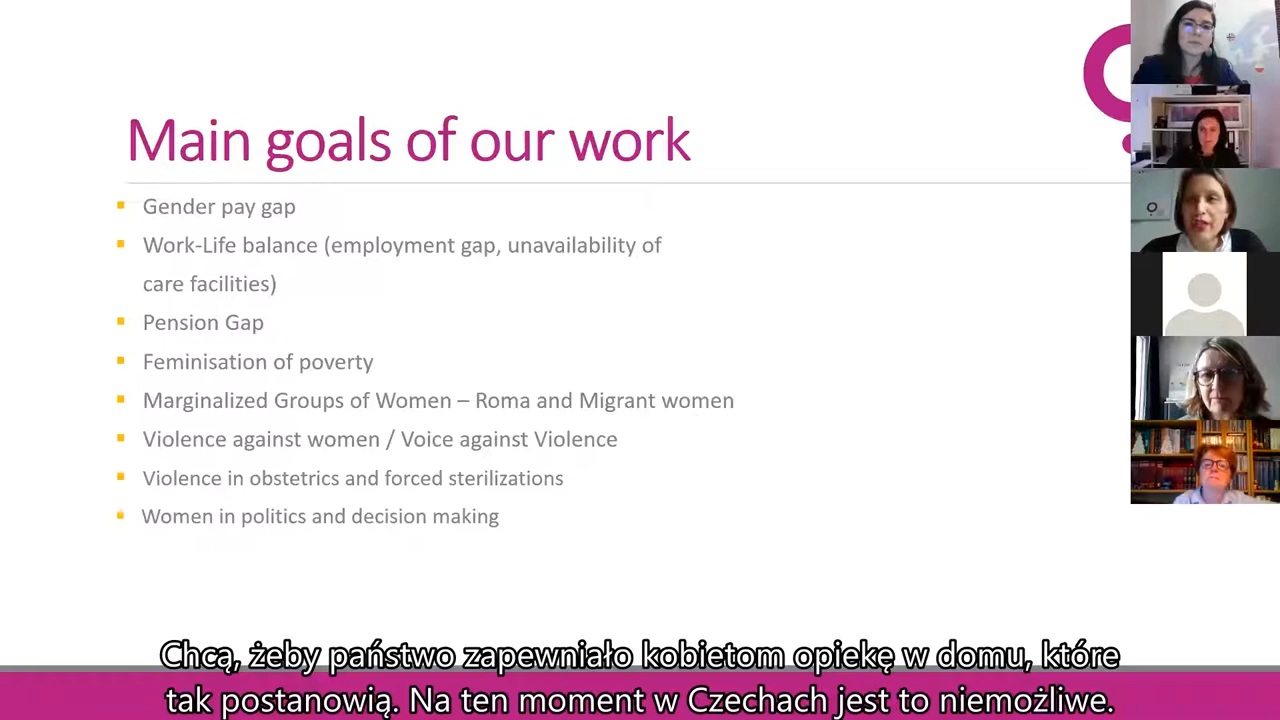 Main goals of our work
Gender pay gap
Work-Life balance (employment gap, unavailability of
care facilities)
Pension Gap
Feminisation of poverty
Marginalized Groups of Women – Roma and Migrant women
Violence against women / Voice against Violence
Violence in obstetrics and forced sterilizations
Women in politics and decision making
Chcą, żeby państwo zapewniało kobietom opiekę w domu, które
tak postanowią. Na ten moment w Czechach jest to niemożliwe.